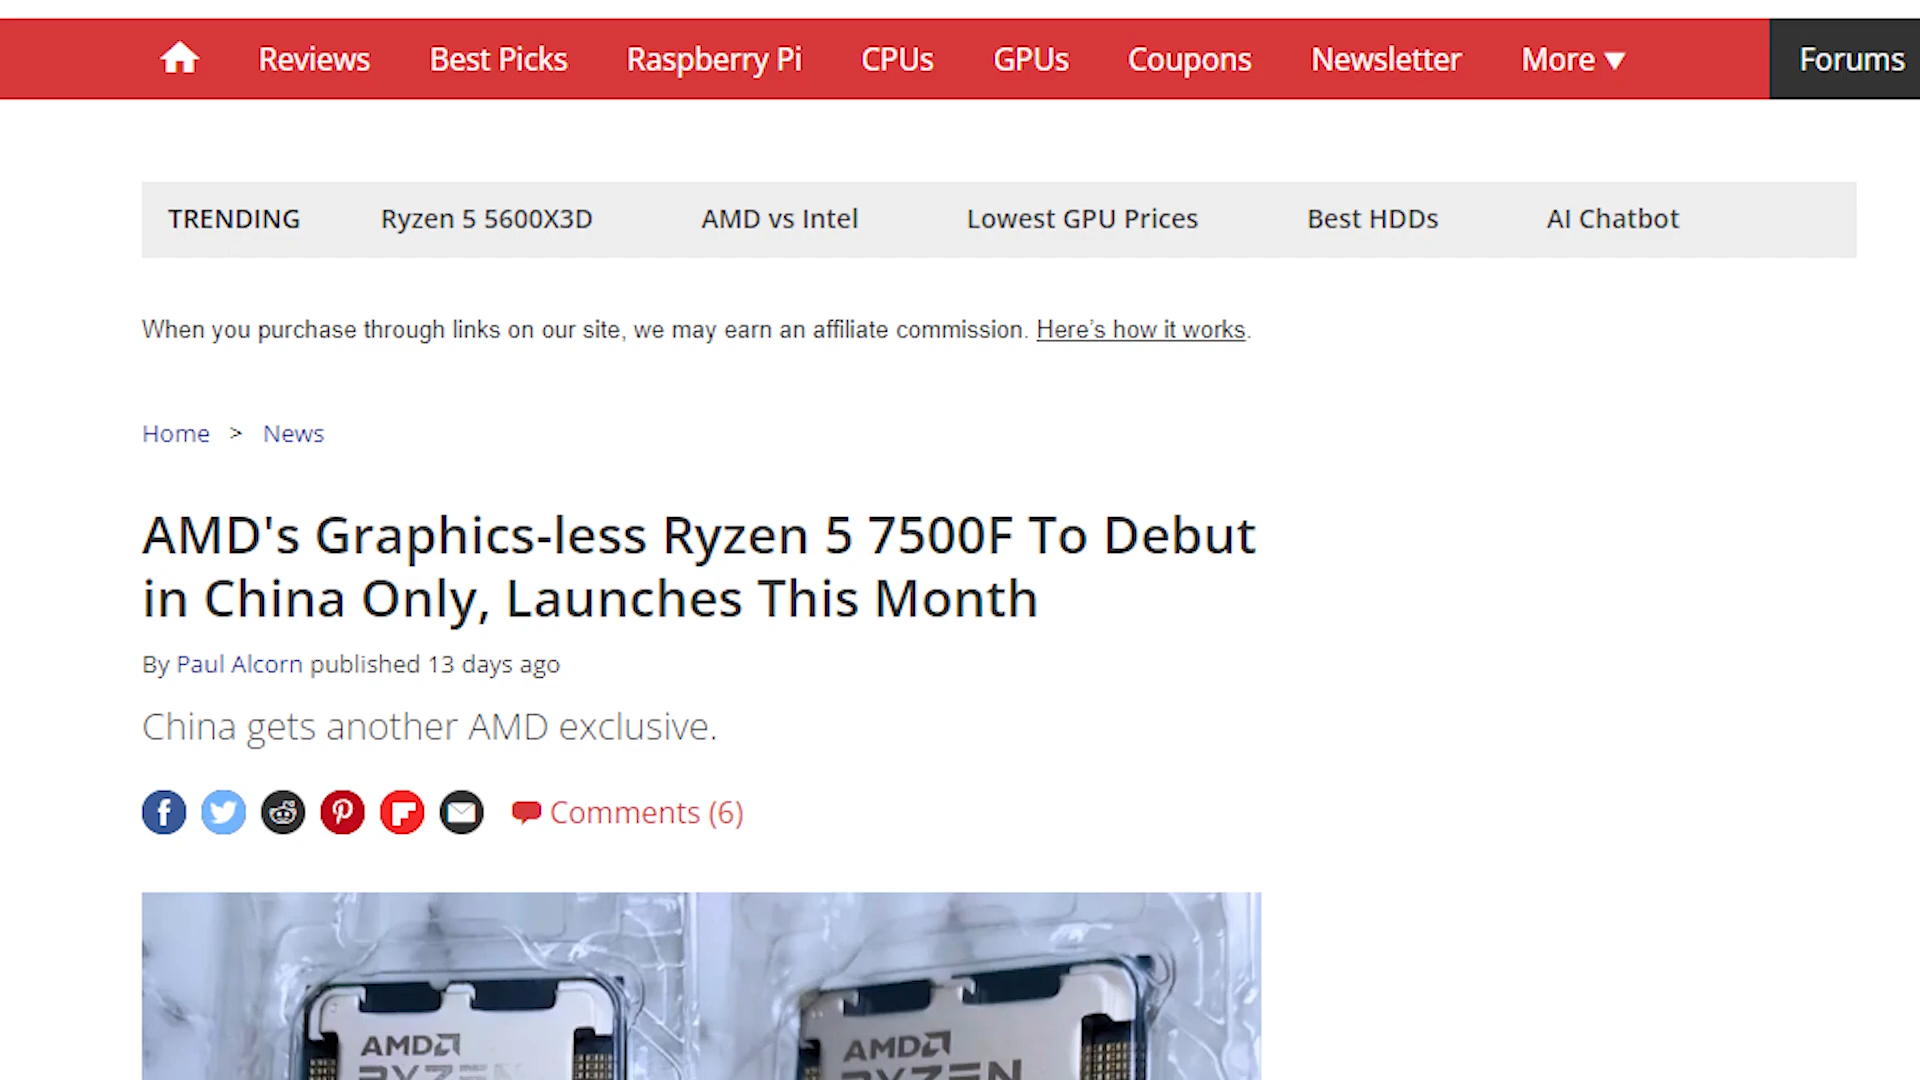 Reviews Best Picks Raspberry Pi CPUs GPUs Coupons Newsletter More Forums
TRENDING Ryzen 5 5600X3D AMD vs Intel Lowest GPU Prices Best HDDs AI Chatbot
When you purchase through links on our site, we may earn an affiliate commission. Here’s how it works.
Home > News
AMD's Graphics-less Ryzen 5 7500F To Debut
in China Only, Launches This Month
By Paul Alcorn published 13 days ago
China gets another AMD exclusive.
Comments (6)
AMD AMD
RYZEN RYZEN